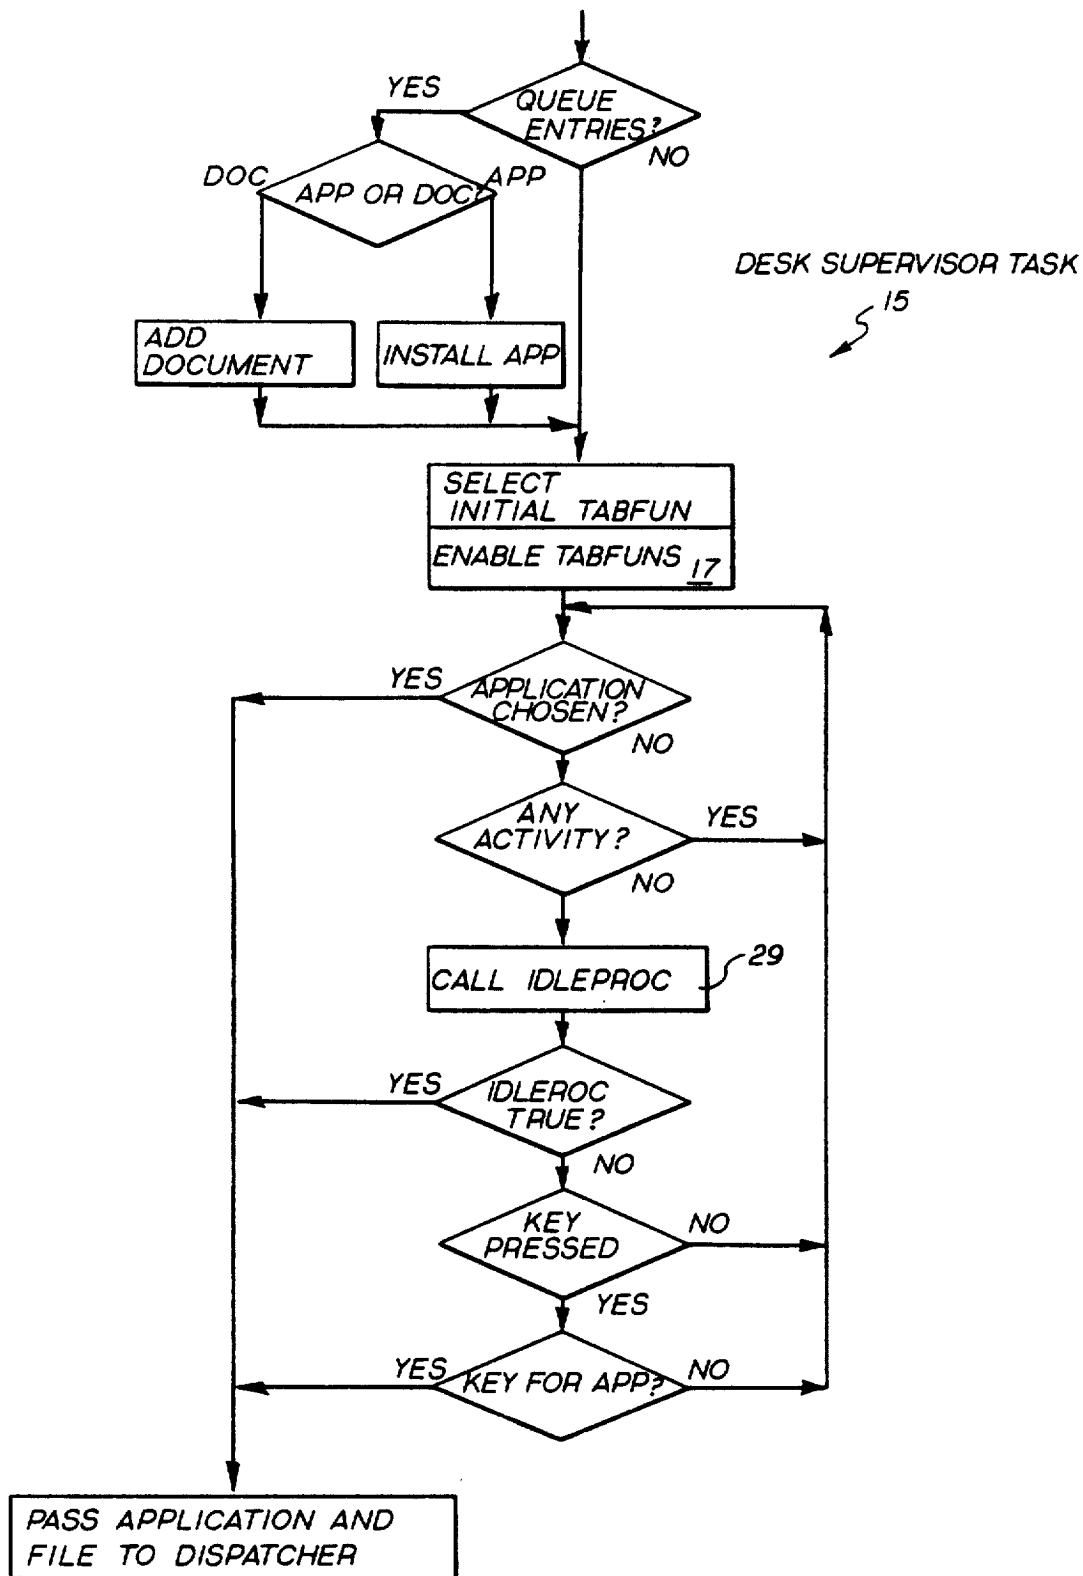 YES
QUEUE
ENTRIES?
NO
DOC
APP OR DOC?
APP
DESK SUPERVISOR TASK
15
ADD
DOCUMENT
INSTALL APP
SELECT
INITIAL TABFUN
ENABLE TABFUNS
17
YES
APPLICATION
CHOSEN?
NO
ANY
ACTIVITY?
YES
NO
CALL IDLEPROC
29
YES
IDLEROC
TRUE?
NO
KEY
PRESSED
NO
YES
YES
KEY FOR APP?
NO
PASS APPLICATION AND
FILE TO DISPATCHER